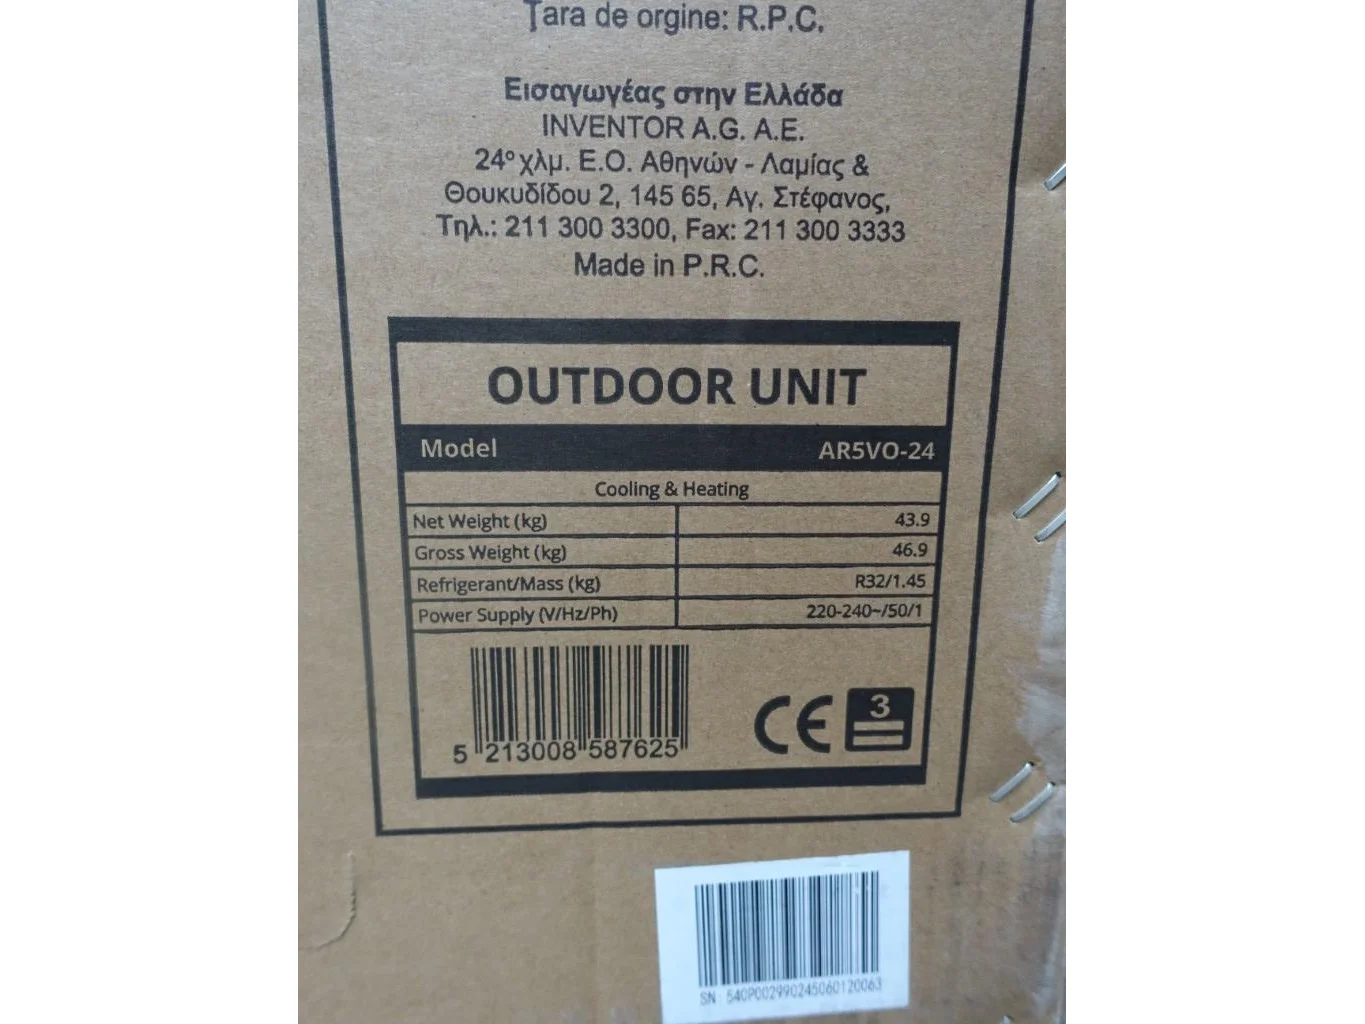 Țara de orgine: R.P.C.
Εισαγωγέας στην Ελλάδα
INVENTOR A.G. A.E.
24° χλμ. Ε.Ο. Αθηνών - Λαμίας &
Θουκυδίδου 2, 145 65, Αγ. Στέφανος,
Τηλ.: 211 300 3300, Fax: 211 300 3333
Made in P.R.C.
OUTDOOR UNIT
Model AR5VO-24
Cooling & Heating
Net Weight (kg) 43.9
Gross Weight (kg) 46.9
Refrigerant/Mass (kg) R32/1.45
Power Supply (V/Hz/Ph) 220-240~/50/1
CE 3
5 213008 587625
SN: 540P002990245060120063